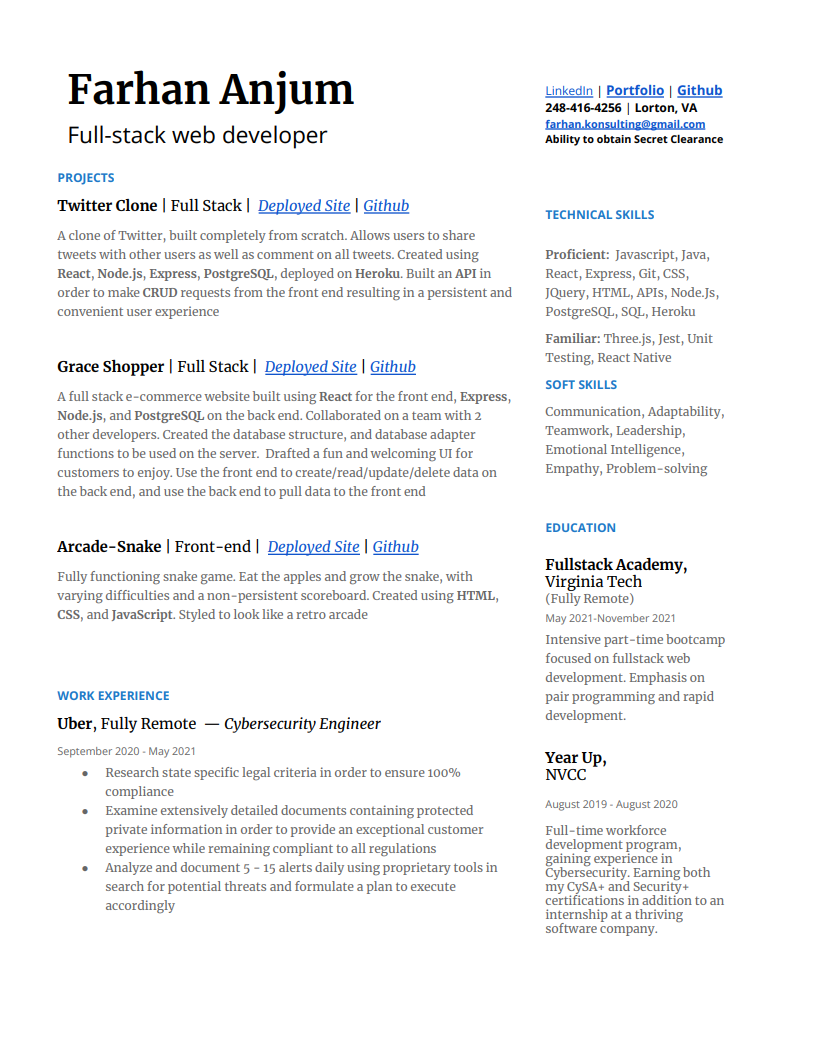 Farhan Anjum
Full-stack web developer
LinkedIn | Portfolio | Github
248-416-4256 | Lorton, VA
farhan.konsulting@gmail.com
Ability to obtain Secret Clearance
PROJECTS
Twitter Clone | Full Stack | Deployed Site | Github
A clone of Twitter, built completely from scratch. Allows users to share
tweets with other users as well as comment on all tweets. Created using
React, Node.js, Express, PostgreSQL, deployed on Heroku. Built an API in
order to make CRUD requests from the front end resulting in a persistent and
convenient user experience
Grace Shopper | Full Stack | Deployed Site | Github
A full stack e-commerce website built using React for the front end, Express,
Node.js, and PostgreSQL on the back end. Collaborated on a team with 2
other developers. Created the database structure, and database adapter
functions to be used on the server. Drafted a fun and welcoming UI for
customers to enjoy. Use the front end to create/read/update/delete data on
the back end, and use the back end to pull data to the front end
Arcade-Snake | Front-end | Deployed Site | Github
Fully functioning snake game. Eat the apples and grow the snake, with
varying difficulties and a non-persistent scoreboard. Created using HTML,
CSS, and JavaScript. Styled to look like a retro arcade
WORK EXPERIENCE
Uber, Fully Remote — Cybersecurity Engineer
September 2020 - May 2021
● Research state specific legal criteria in order to ensure 100%
compliance
● Examine extensively detailed documents containing protected
private information in order to provide an exceptional customer
experience while remaining compliant to all regulations
● Analyze and document 5 - 15 alerts daily using proprietary tools in
search for potential threats and formulate a plan to execute
accordingly
TECHNICAL SKILLS
Proficient: Javascript, Java,
React, Express, Git, CSS,
JQuery, HTML, APIs, Node.Js,
PostgreSQL, SQL, Heroku
Familiar: Three.js, Jest, Unit
Testing, React Native
SOFT SKILLS
Communication, Adaptability,
Teamwork, Leadership,
Emotional Intelligence,
Empathy, Problem-solving
EDUCATION
Fullstack Academy,
Virginia Tech
(Fully Remote)
May 2021-November 2021
Intensive part-time bootcamp
focused on fullstack web
development. Emphasis on
pair programming and rapid
development.
Year Up,
NVCC
August 2019 - August 2020
Full-time workforce
development program,
gaining experience in
Cybersecurity. Earning both
my CySA+ and Security+
certifications in addition to an
internship at a thriving
software company.